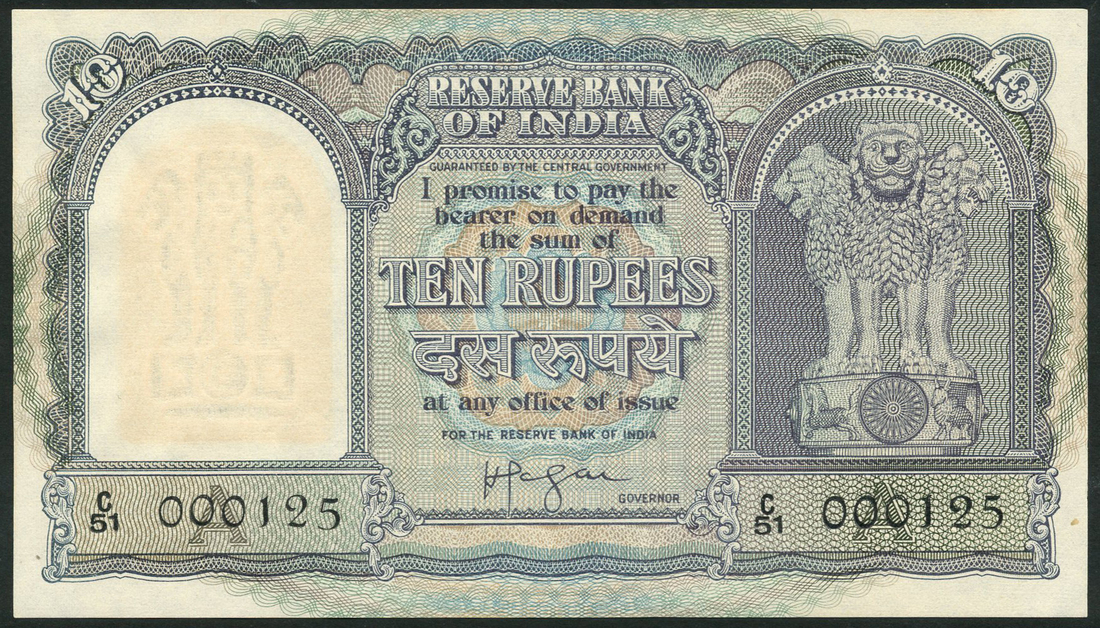 10 10
RESERVE BANK
OF INDIA
GUARANTEED BY THE CENTRAL GOVERNMENT
I promise to pay the
bearer on demand
the sum of
TEN RUPEES
दस रूपये
at any office of issue
FOR THE RESERVE BANK OF INDIA
GOVERNOR
C/51 000125 C/51 000125
A A